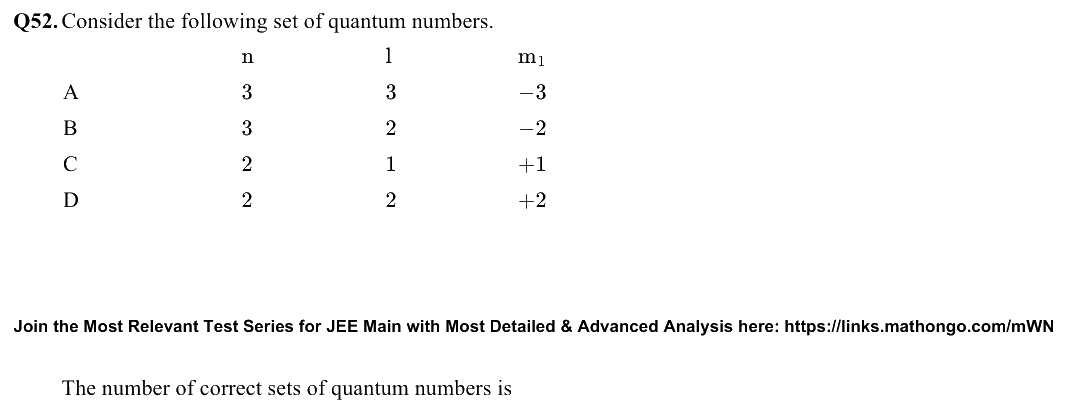 Q52. Consider the following set of quantum numbers.
n l m₁
A 3 3 −3
B 3 2 −2
C 2 1 +1
D 2 2 +2
Join the Most Relevant Test Series for JEE Main with Most Detailed & Advanced Analysis here: https://links.mathongo.com/mWN
The number of correct sets of quantum numbers is